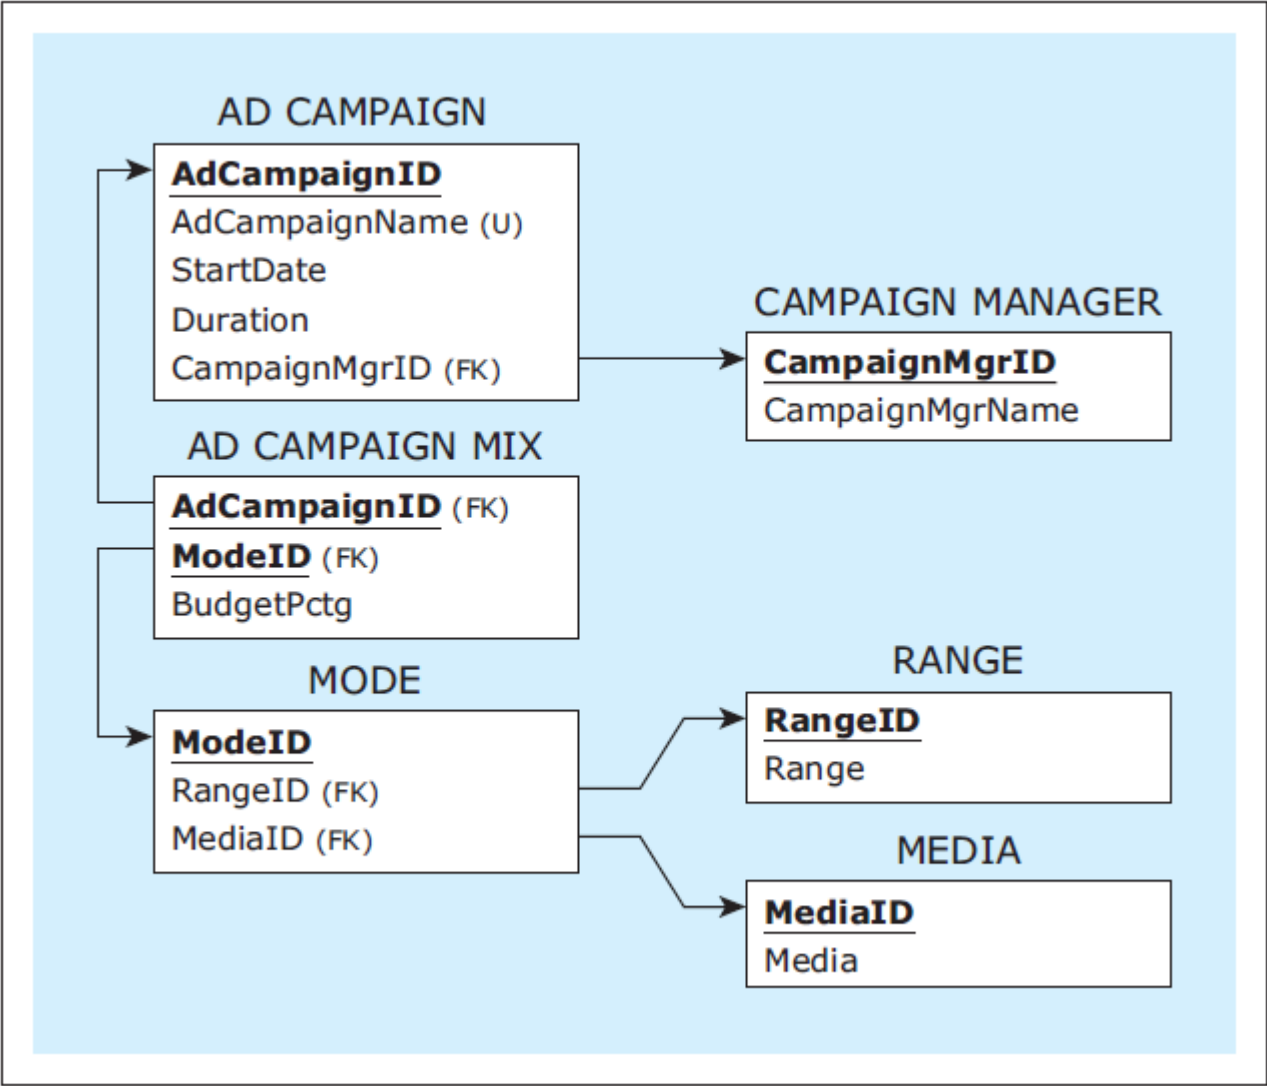 AD CAMPAIGN
AdCampaignID
AdCampaignName (U)
StartDate
Duration
CampaignMgrID (FK)
CAMPAIGN MANAGER
CampaignMgrID
CampaignMgrName
AD CAMPAIGN MIX
AdCampaignID (FK)
ModeID (FK)
BudgetPctg
MODE
ModeID
RangeID (FK)
MediaID (FK)
RANGE
RangeID
Range
MEDIA
MediaID
Media